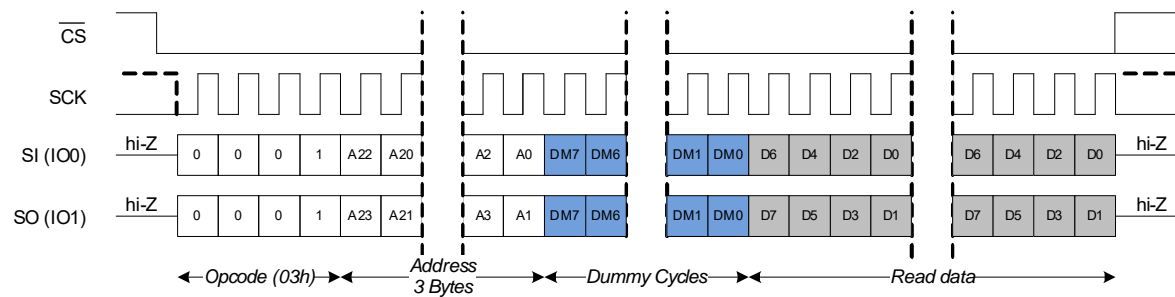 CS
SCK
hi-Z
SI (IO0)
0 0 0 1 A22 A20 A2 A0 DM7 DM6 DM1 DM0 D6 D4 D2 D0 D6 D4 D2 D0
hi-Z
hi-Z
SO (IO1)
0 0 0 1 A23 A21 A3 A1 DM7 DM6 DM1 DM0 D7 D5 D3 D1 D7 D5 D3 D1
hi-Z
Opcode (03h)
Address
3 Bytes
Dummy Cycles
Read data